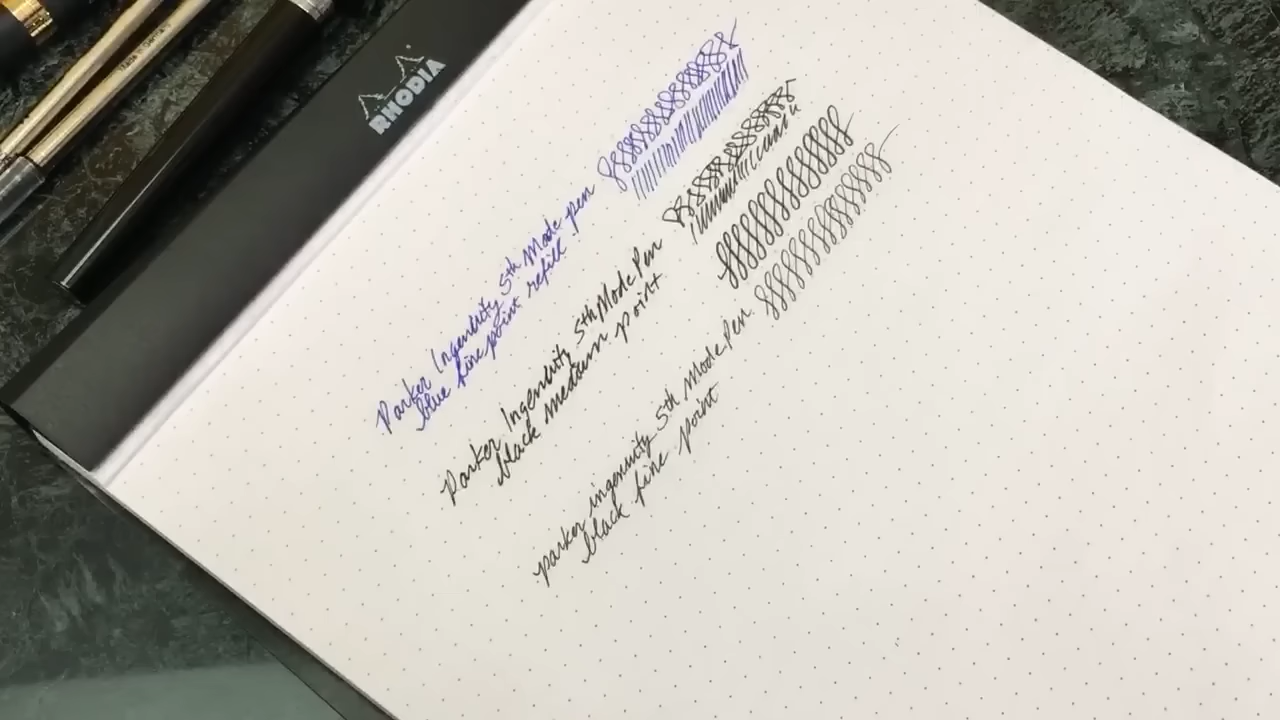 RHODIA
Parker Ingenuity 5th Mode pen
blue fine point refill
Parker Ingenuity 5th Mode Pen
black medium point
parker ingenuity 5th Mode Pen.
black fine point